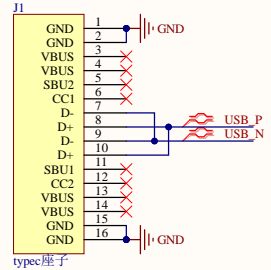 J1
GND 1 GND
GND 2
VBUS 3
VBUS 4
SBU2 5
CC1 6
D- 7
D+ 8 USB_P
D- 9 USB_N
D+ 10
SBU1 11
CC2 12
VBUS 13
VBUS 14
GND 15
GND 16 GND
typec座子